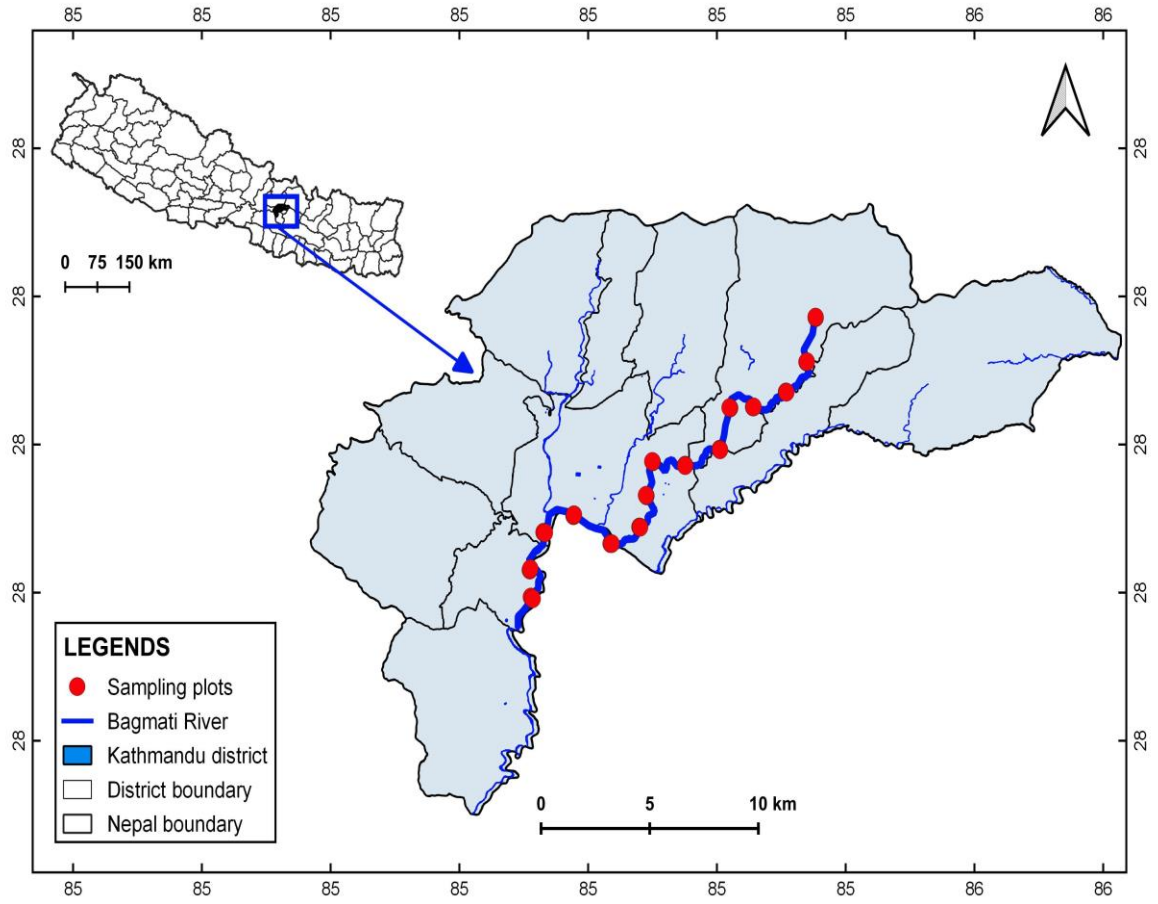 85 85 85 85 85 85 85 86 86
28 28
0 75 150 km
28 28
28 28
28 28
LEGENDS
Sampling plots
Bagmati River
Kathmandu district
District boundary
Nepal boundary
28 28
0 5 10 km
85 85 85 85 85 85 85 86 86